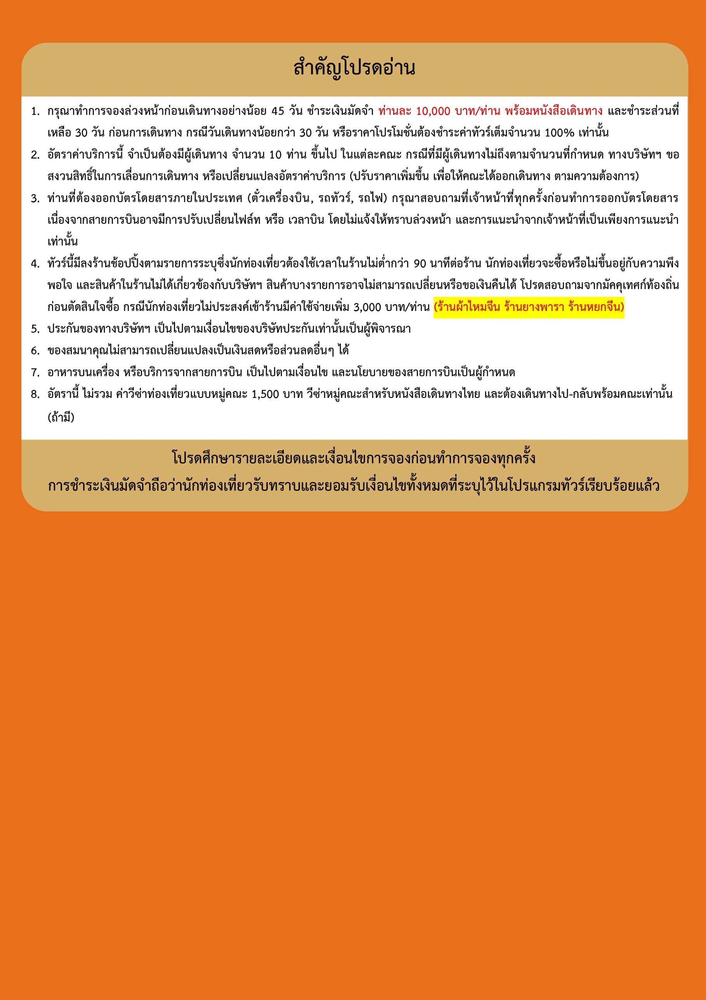 สำคัญโปรดอ่าน
1. กรุณาทำการจองล่วงหน้าก่อนเดินทางอย่างน้อย 45 วัน ชำระเงินมัดจำ ท่านละ 10,000 บาท/ท่าน พร้อมหนังสือเดินทาง และชำระส่วนที่
เหลือ 30 วัน ก่อนการเดินทาง กรณีวันเดินทางน้อยกว่า 30 วัน หรือราคาโปรโมชั่นต้องชำระค่าทัวร์เต็มจำนวน 100% เท่านั้น
2. อัตราค่าบริการนี้ จำเป็นต้องมีผู้เดินทาง จำนวน 10 ท่าน ขึ้นไป ในแต่ละคณะ กรณีที่มีผู้เดินทางไม่ถึงตามจำนวนที่กำหนด ทางบริษัทฯ ขอ
สงวนสิทธิ์ในการเลื่อนการเดินทาง หรือเปลี่ยนแปลงอัตราค่าบริการ (ปรับราคาเพิ่มขึ้น เพื่อให้คณะได้ออกเดินทาง ตามความต้องการ)
3. ท่านที่ต้องออกบัตรโดยสารภายในประเทศ (ตั๋วเครื่องบิน, รถทัวร์, รถไฟ) กรุณาสอบถามที่เจ้าหน้าที่ทุกครั้งก่อนทำการออกบัตรโดยสาร
เนื่องจากสายการบินอาจมีการปรับเปลี่ยนไฟล์ท หรือ เวลาบิน โดยไม่แจ้งให้ทราบล่วงหน้า และการแนะนำจากเจ้าหน้าที่เป็นเพียงการแนะนำ
เท่านั้น
4. ทัวร์นี้มีลงร้านช้อปปิ้งตามรายการระบุซึ่งนักท่องเที่ยวต้องใช้เวลาในร้านไม่ต่ำกว่า 90 นาทีต่อร้าน นักท่องเที่ยวจะซื้อหรือไม่ขึ้นอยู่กับความพึง
พอใจ และสินค้าในร้านไม่ได้เกี่ยวข้องกับบริษัทฯ สินค้าบางรายการอาจไม่สามารถเปลี่ยนหรือขอเงินคืนได้ โปรดสอบถามจากมัคคุเทศก์ท้องถิ่น
ก่อนตัดสินใจซื้อ กรณีนักท่องเที่ยวไม่ประสงค์เข้าร้านมีค่าใช้จ่ายเพิ่ม 3,000 บาท/ท่าน (ร้านผ้าไหมจีน ร้านยางพารา ร้านหยกจีน)
5. ประกันของทางบริษัทฯ เป็นไปตามเงื่อนไขของบริษัทประกันเท่านั้นเป็นผู้พิจารณา
6. ของสมนาคุณไม่สามารถเปลี่ยนแปลงเป็นเงินสดหรือส่วนลดอื่นๆ ได้
7. อาหารบนเครื่อง หรือบริการจากสายการบิน เป็นไปตามเงื่อนไข และนโยบายของสายการบินเป็นผู้กำหนด
8. อัตรานี้ ไม่รวม ค่าวีซ่าท่องเที่ยวแบบหมู่คณะ 1,500 บาท วีซ่าหมู่คณะสำหรับหนังสือเดินทางไทย และต้องเดินทางไป-กลับพร้อมคณะเท่านั้น
(ถ้ามี)
โปรดศึกษารายละเอียดและเงื่อนไขการจองก่อนทำการจองทุกครั้ง
การชำระเงินมัดจำถือว่านักท่องเที่ยวรับทราบและยอมรับเงื่อนไขทั้งหมดที่ระบุไว้ในโปรแกรมทัวร์เรียบร้อยแล้ว